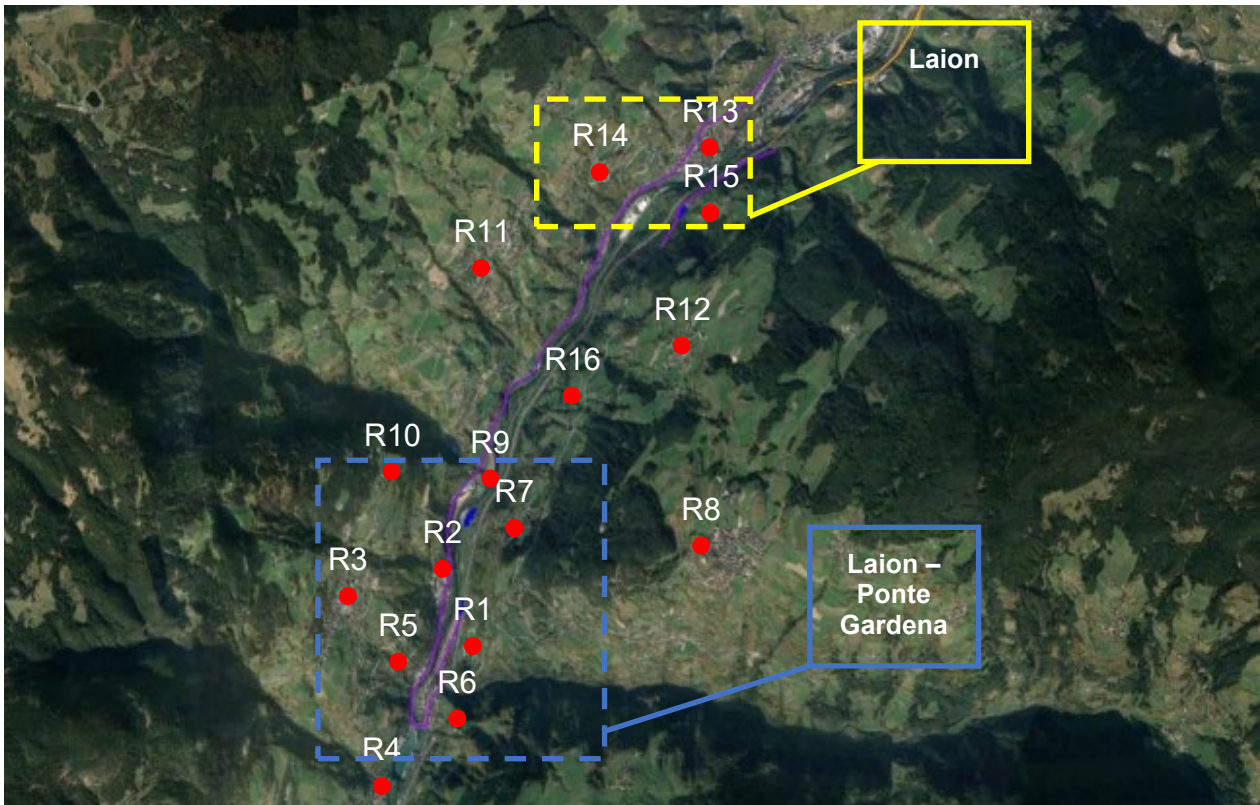 Laion
R13
R14
R15
R11
R12
R16
R10
R9
R7
R8
R2
R3
Laion –
Ponte
Gardena
R1
R5
R6
R4